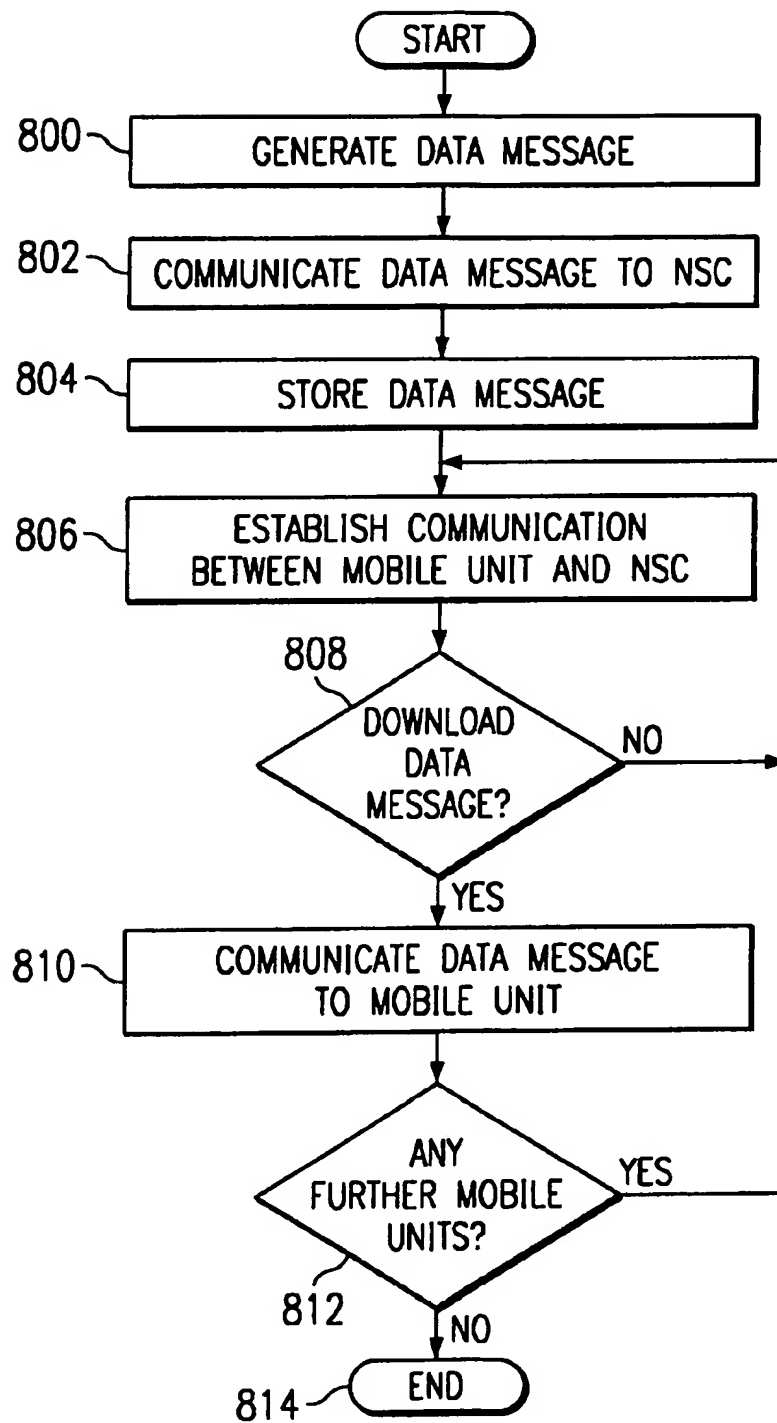 START
800
GENERATE DATA MESSAGE
802
COMMUNICATE DATA MESSAGE TO NSC
804
STORE DATA MESSAGE
806
ESTABLISH COMMUNICATION
BETWEEN MOBILE UNIT AND NSC
808
DOWNLOAD
DATA
MESSAGE?
NO
YES
810
COMMUNICATE DATA MESSAGE
TO MOBILE UNIT
ANY
FURTHER MOBILE
UNITS?
YES
812
NO
END
814